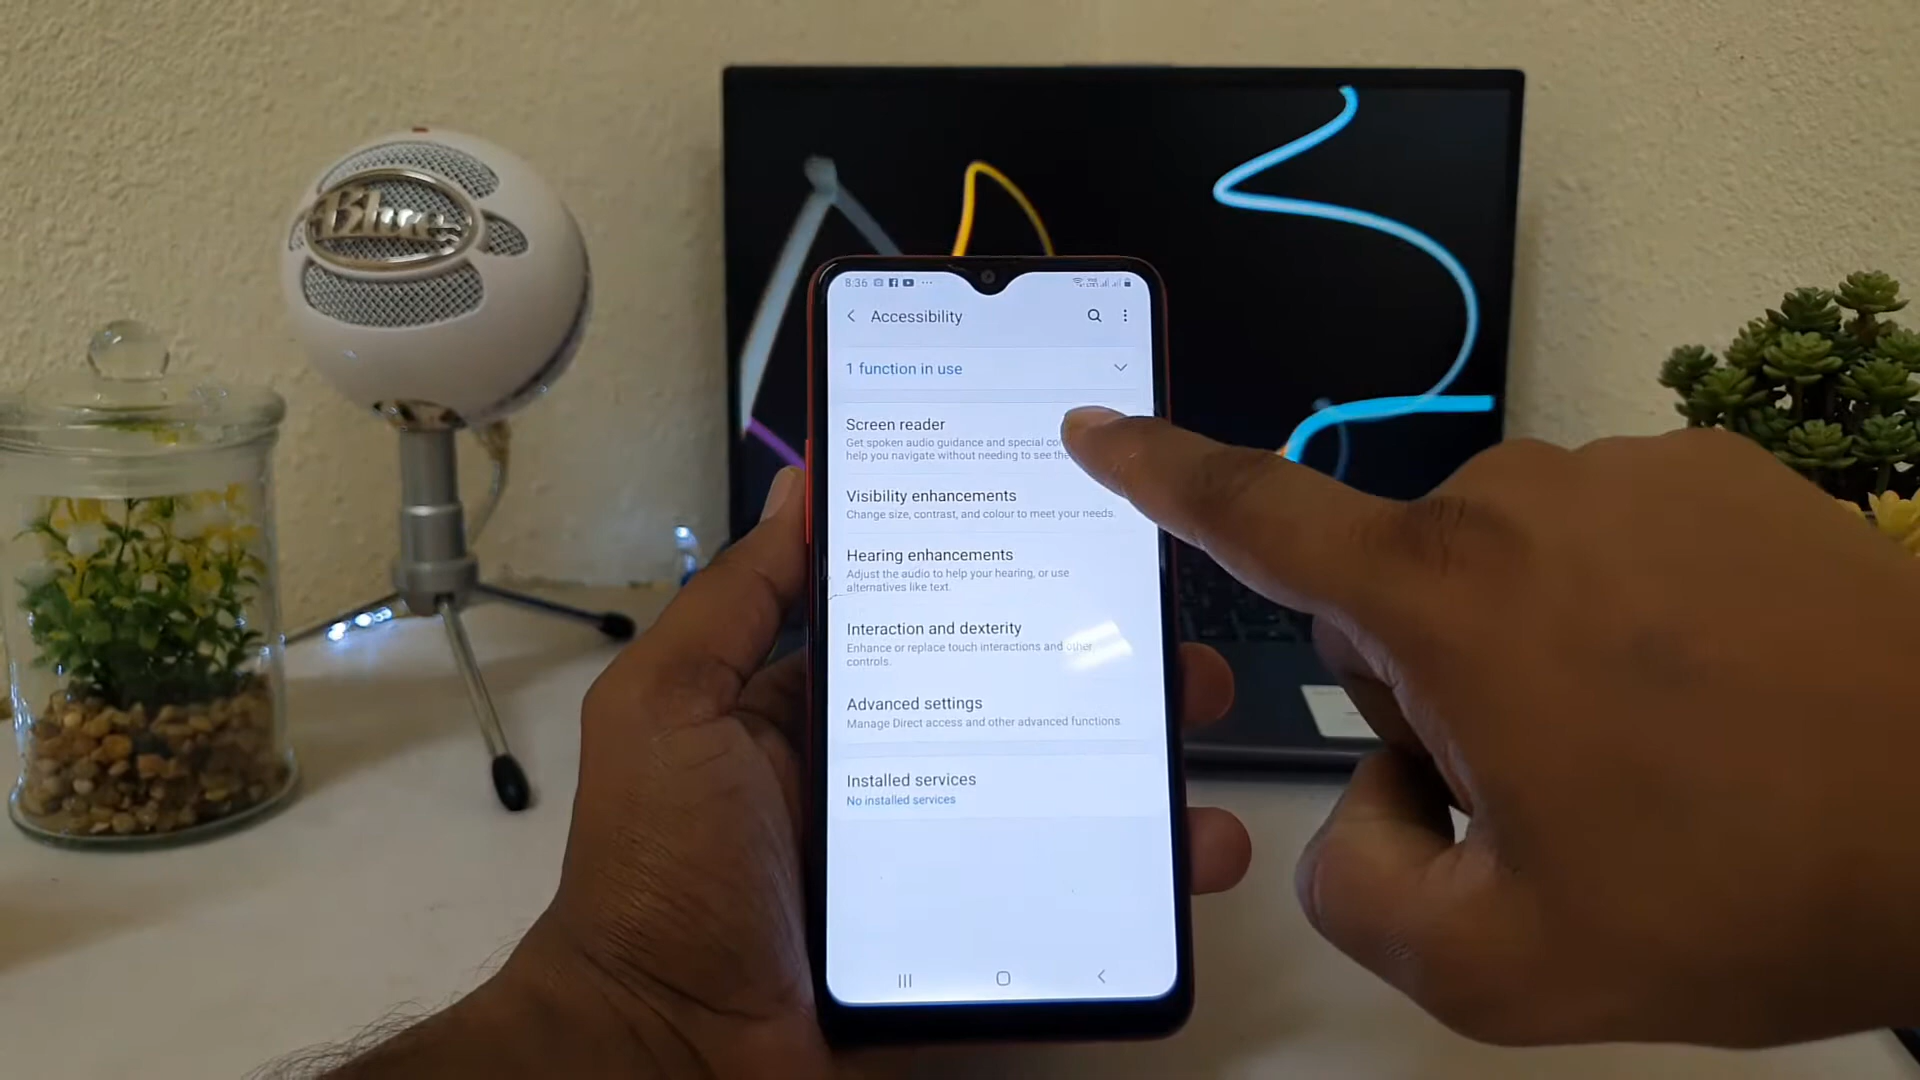 Blue
8:36
Accessibility
1 function in use
Screen reader
Get spoken audio guidance and special
help you navigate without needing to see
Visibility enhancements
Change size, contrast, and colour to meet your needs.
Hearing enhancements
Adjust the audio to help your hearing, or use
alternatives like text.
Interaction and dexterity
Enhance or replace touch interactions and other
controls.
Advanced settings
Manage Direct access and other advanced functions.
Installed services
No installed services